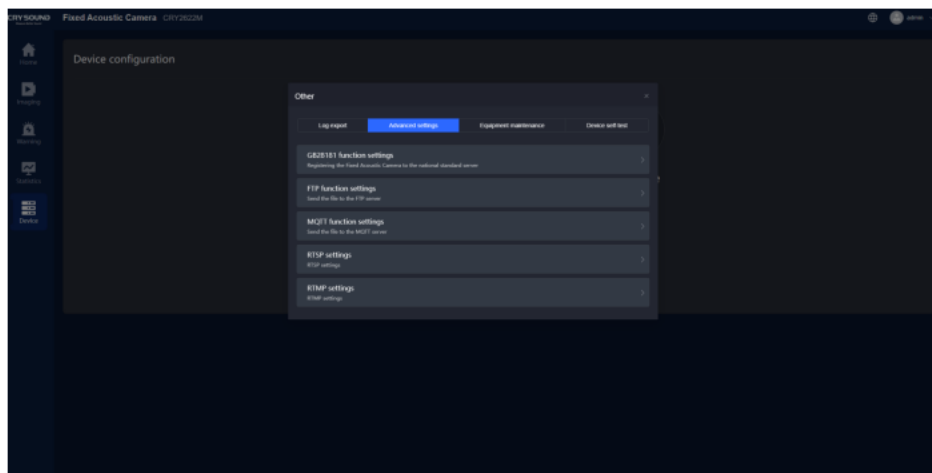 CRYSOUND
Fixed Acoustic Camera CRY2622M
admin
Home
Imaging
Warning
Statistics
Device
Device configuration
Other
Log export
Advanced settings
Equipment maintenance
Device self test
GB28181 function settings
Registering the Fixed Acoustic Camera to the national standard server
FTP function settings
Send the file to the FTP server
MQTT function settings
Send the file to the MQTT server
RTSP settings
RTSP settings
RTMP settings
RTMP settings